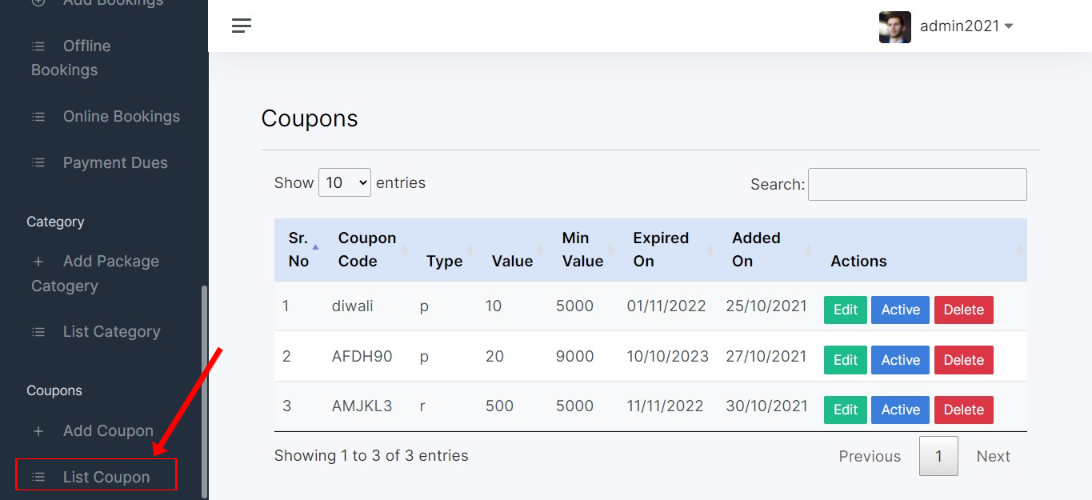 Add Bookings
Offline
Bookings
Online Bookings
Payment Dues
Category
Add Package
Catogery
List Category
Coupons
Add Coupon
List Coupon
admin2021
Coupons
Show 10 entries
Search:
Sr. No Coupon Code Type Value Min Value Expired On Added On Actions
1 diwali p 10 5000 01/11/2022 25/10/2021 Edit Active Delete
2 AFDH90 p 20 9000 10/10/2023 27/10/2021 Edit Active Delete
3 AMJKL3 r 500 5000 11/11/2022 30/10/2021 Edit Active Delete
Showing 1 to 3 of 3 entries
Previous 1 Next